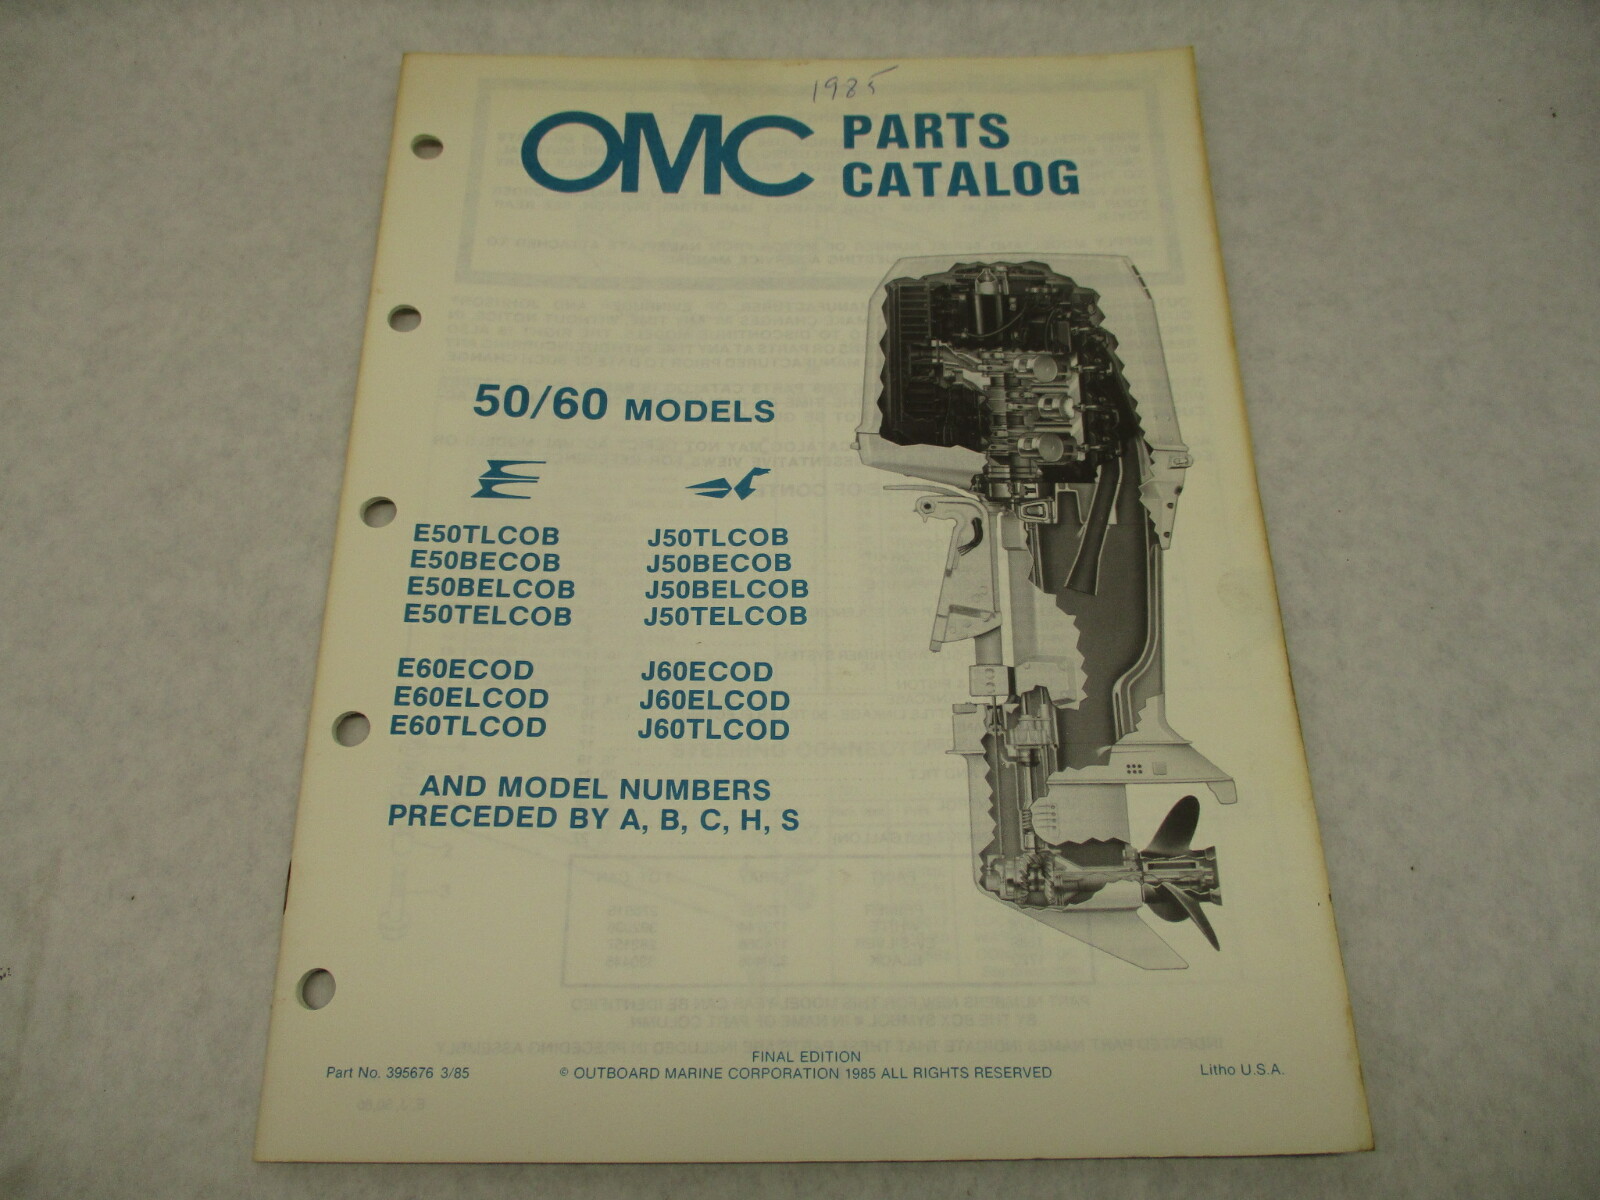 1985
OMC PARTS
CATALOG
50/60 MODELS
E50TLCOB J50TLCOB
E50BECOB J50BECOB
E50BELCOB J50BELCOB
E50TELCOB J50TELCOB
E60ECOD J60ECOD
E60ELCOD J60ELCOD
E60TLCOD J60TLCOD
AND MODEL NUMBERS
PRECEDED BY A, B, C, H, S
FINAL EDITION
Part No. 395676 3/85 © OUTBOARD MARINE CORPORATION 1985 ALL RIGHTS RESERVED Litho U.S.A.